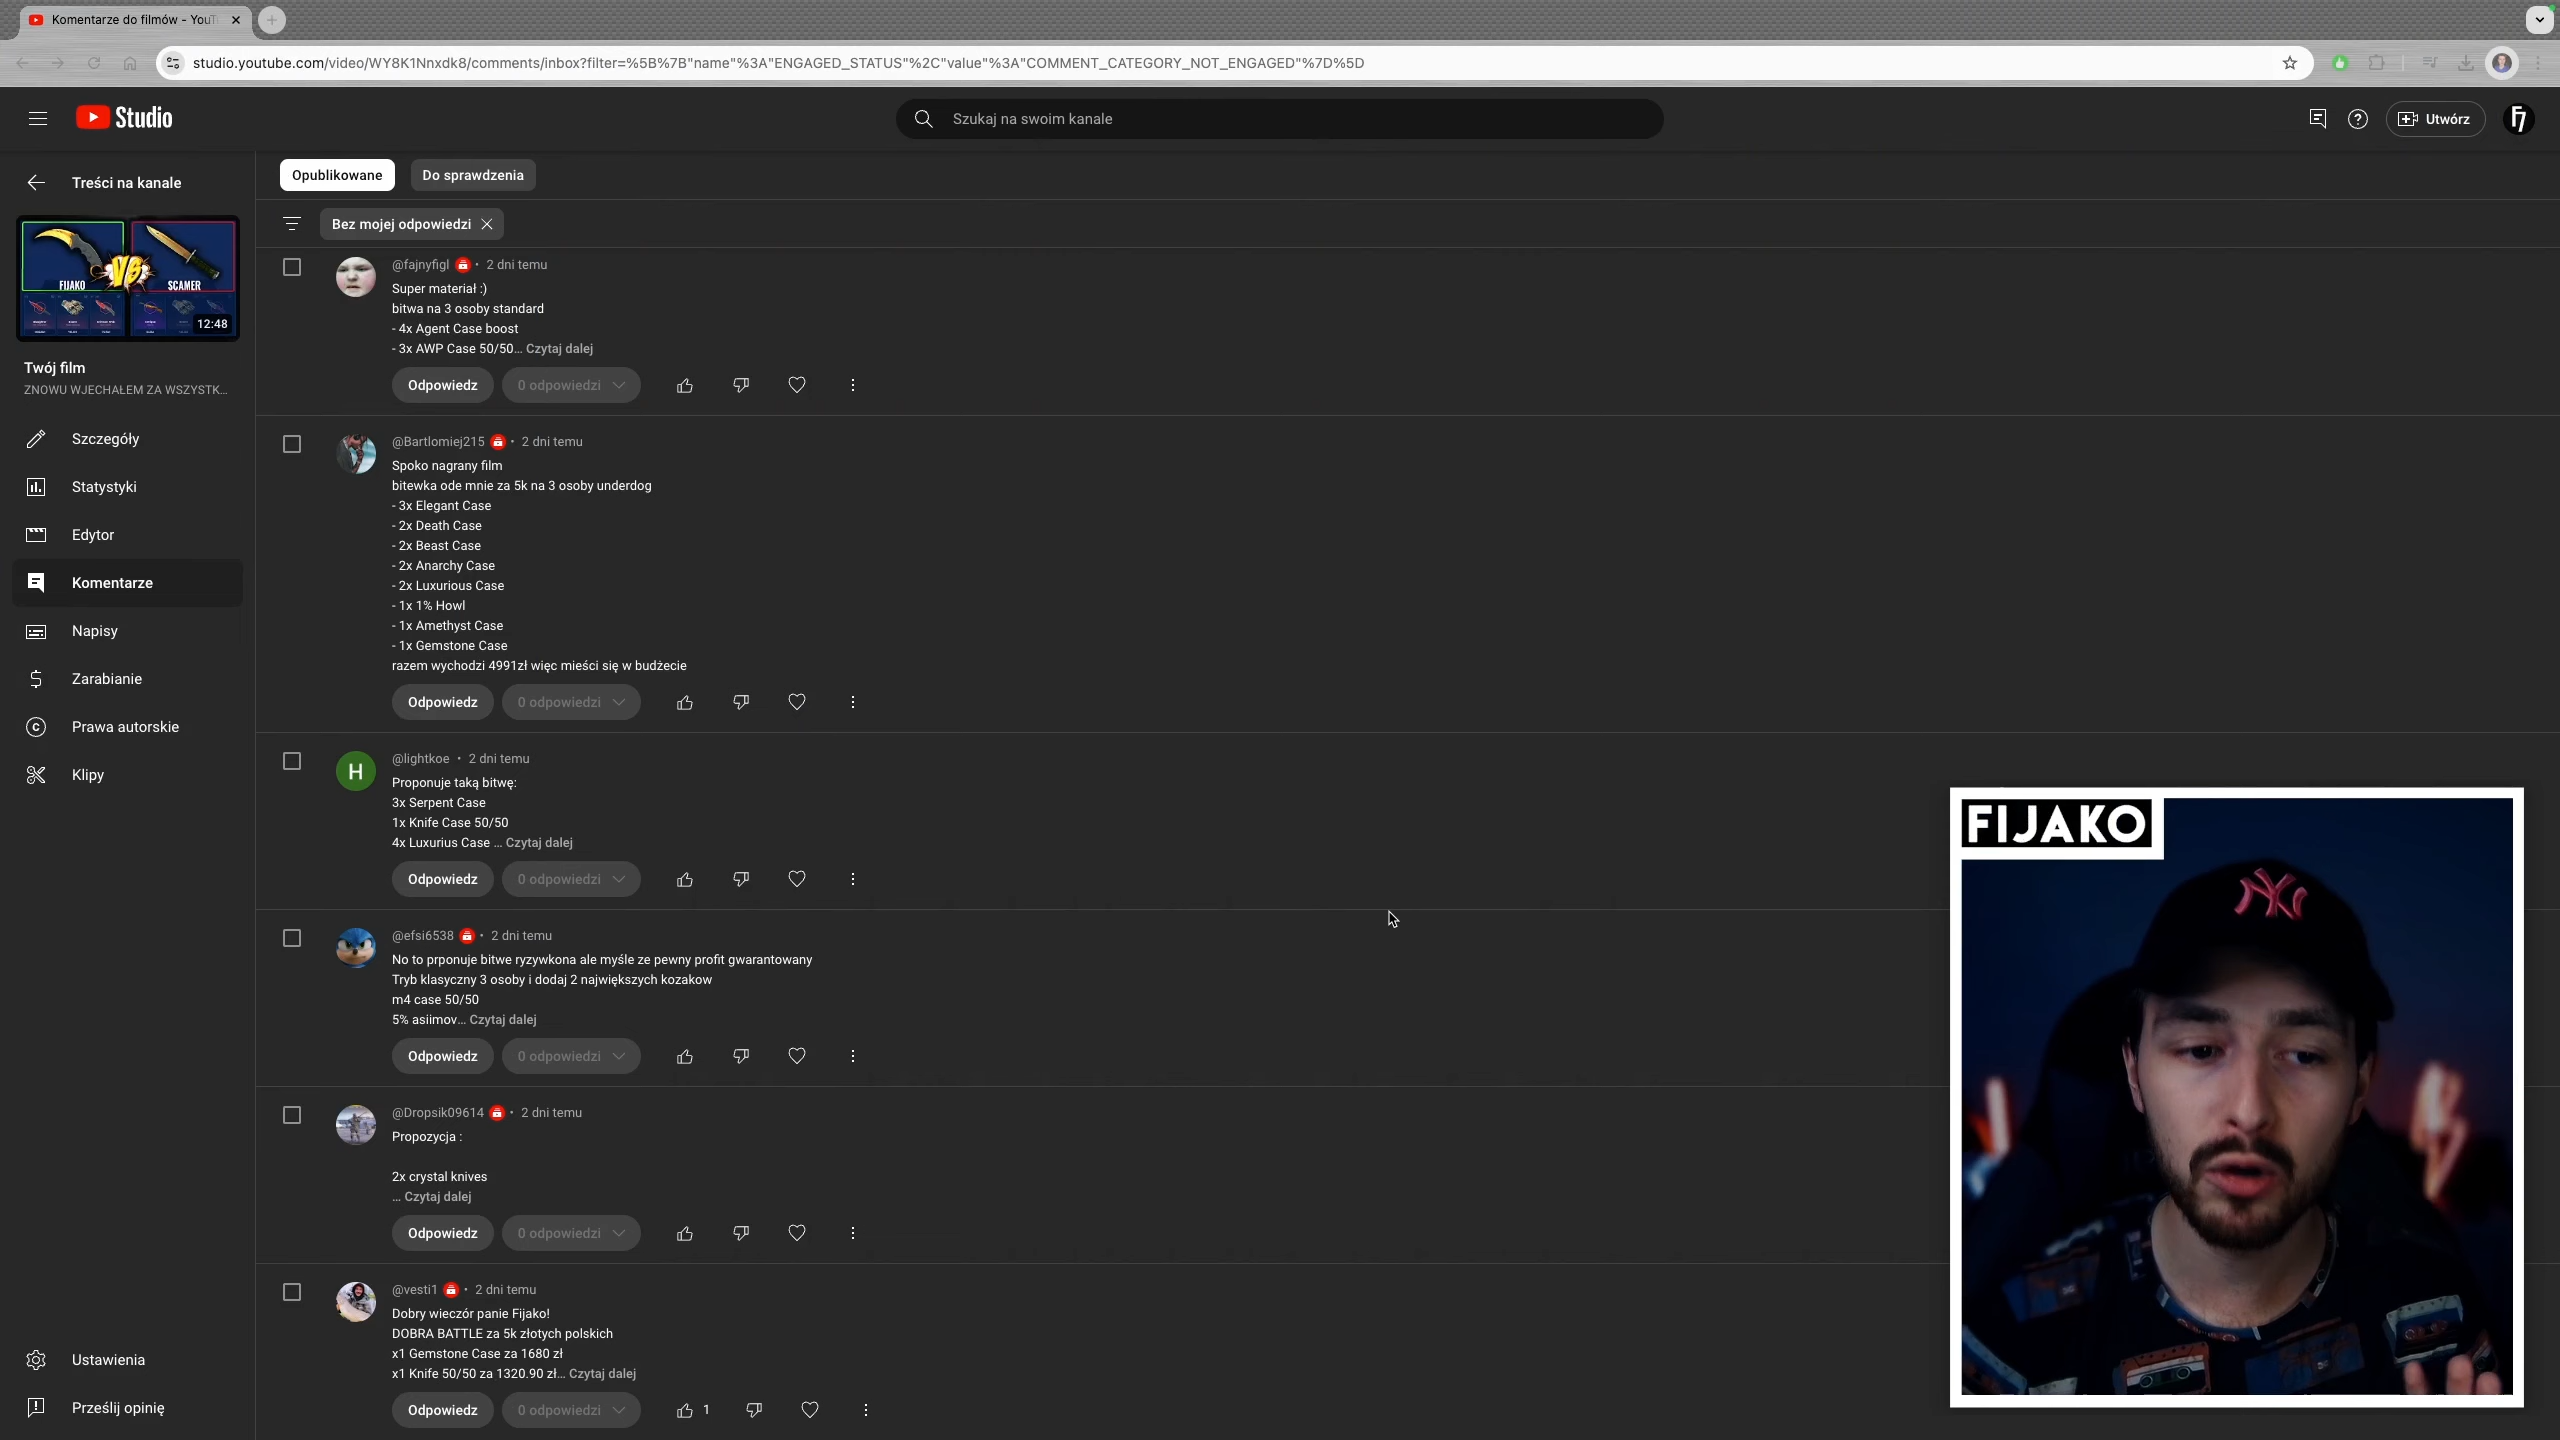 Komentarze do filmów - YouT
studio.youtube.com/video/WY8K1Nnxdk8/comments/inbox?filter=%5B%7B"name"%3A"ENGAGED_STATUS"%2C"value"%3A"COMMENT_CATEGORY_NOT_ENGAGED"%7D%5D
Studio
Szukaj na swoim kanale
Utwórz
Treści na kanale
FIJAKO
VS
SCAMER
12:48
Twój film
ZNOWU WJECHAŁEM ZA WSZYSTK...
Szczegóły
Statystyki
Edytor
Komentarze
Napisy
Zarabianie
Prawa autorskie
Klipy
Ustawienia
Prześlij opinię
Opublikowane
Do sprawdzenia
Bez mojej odpowiedzi
@fajnyfigl • 2 dni temu
Super materiał :)
bitwa na 3 osoby standard
- 4x Agent Case boost
- 3x AWP Case 50/50... Czytaj dalej
Odpowiedz 0 odpowiedzi
@Bartlomiej215 • 2 dni temu
Spoko nagrany film
bitewka ode mnie za 5k na 3 osoby underdog
- 3x Elegant Case
- 2x Death Case
- 2x Beast Case
- 2x Anarchy Case
- 2x Luxurious Case
- 1x 1% Howl
- 1x Amethyst Case
- 1x Gemstone Case
razem wychodzi 4991zł więc mieści się w budżecie
Odpowiedz 0 odpowiedzi
H
@lightkoe • 2 dni temu
Proponuje taką bitwę:
3x Serpent Case
1x Knife Case 50/50
4x Luxurius Case ... Czytaj dalej
Odpowiedz 0 odpowiedzi
@efsi6538 • 2 dni temu
No to prponuje bitwe ryzywkona ale myśle ze pewny profit gwarantowany
Tryb klasyczny 3 osoby i dodaj 2 największych kozakow
m4 case 50/50
5% asiimov... Czytaj dalej
Odpowiedz 0 odpowiedzi
@Dropsik09614 • 2 dni temu
Propozycja :
2x crystal knives
... Czytaj dalej
Odpowiedz 0 odpowiedzi
@vesti1 • 2 dni temu
Dobry wieczór panie Fijako!
DOBRA BATTLE za 5k złotych polskich
x1 Gemstone Case za 1680 zł
x1 Knife 50/50 za 1320.90 zł... Czytaj dalej
Odpowiedz 0 odpowiedzi 1
FIJAKO
NY